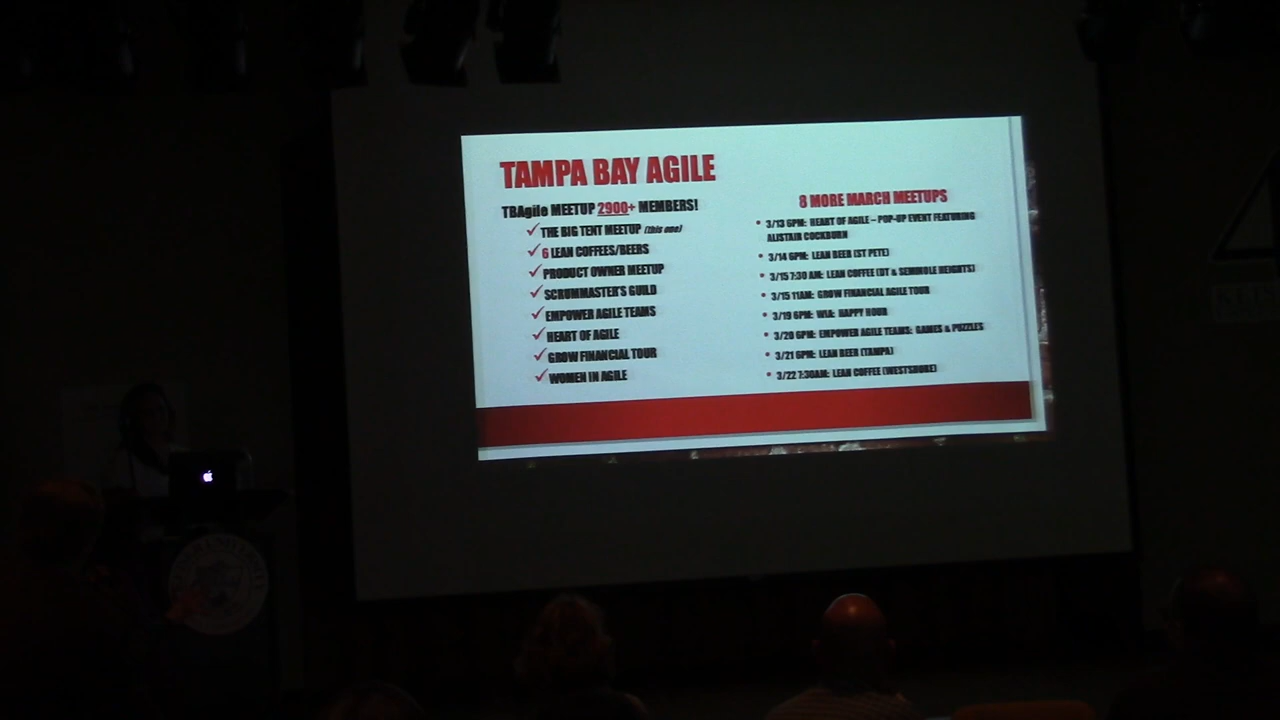 TAMPA BAY AGILE
TBAgile MEETUP 2900+ MEMBERS!
THE BIG TENT MEETUP (this one)
6 LEAN COFFEES/BEERS
PRODUCT OWNER MEETUP
SCRUMMASTER'S GUILD
EMPOWER AGILE TEAMS
HEART OF AGILE
GROW FINANCIAL TOUR
WOMEN IN AGILE
8 MORE MARCH MEETUPS
• 3/13 6PM: HEART OF AGILE – POP-UP EVENT FEATURING
ALISTAIR COCKBURN
• 3/14 6PM: LEAN BEER (ST PETE)
• 3/15 7:30 AM: LEAN COFFEE (DT & SEMINOLE HEIGHTS)
• 3/15 11AM: GROW FINANCIAL AGILE TOUR
• 3/19 6PM: WIA: HAPPY HOUR
• 3/20 6PM: EMPOWER AGILE TEAMS: GAMES & PUZZLES
• 3/21 6PM: LEAN BEER (TAMPA)
• 3/22 7:30AM: LEAN COFFEE (WESTSHORE)